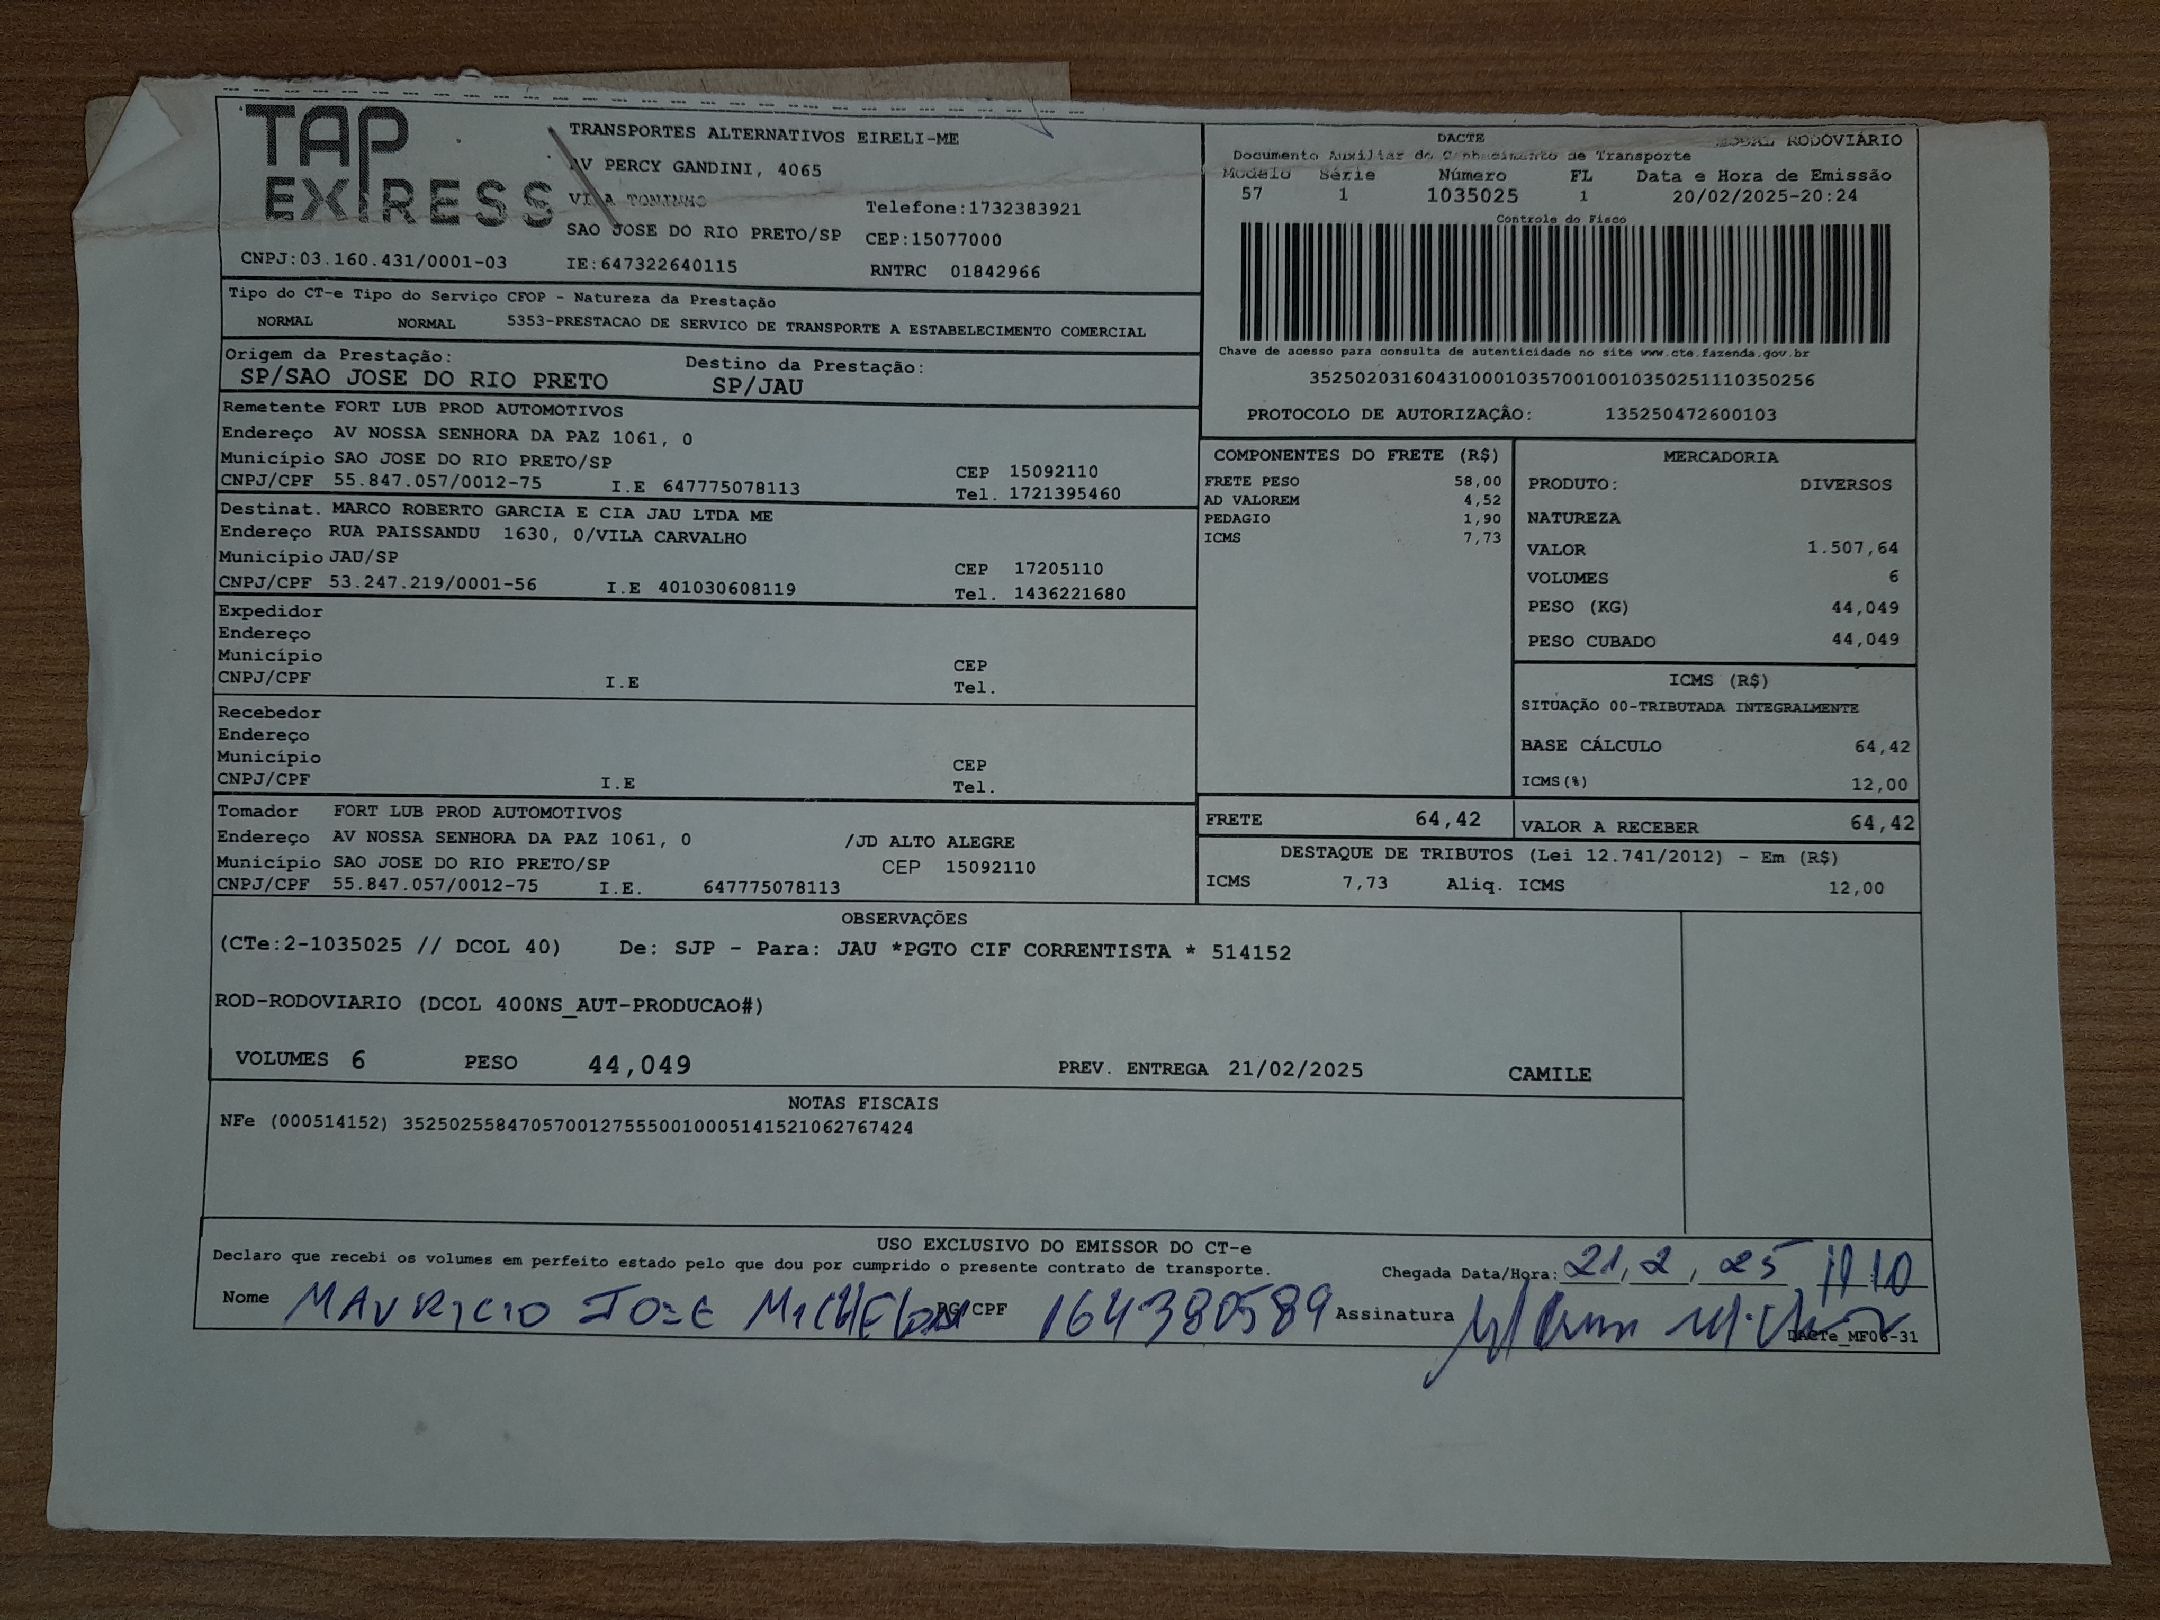 TAP
EXPRESS
TRANSPORTES ALTERNATIVOS EIRELI-ME
AV PERCY GANDINI, 4065
VILA TONINHO
Telefone:1732383921
SAO JOSE DO RIO PRETO/SP CEP:15077000
CNPJ:03.160.431/0001-03 IE:647322640115 RNTRC 01842966
DACTE MODAL RODOVIÁRIO
Documento Auxiliar do Conhecimento de Transporte
Modelo Série Número FL Data e Hora de Emissão
57 1 1035025 1 20/02/2025-20:24
Controle do Fisco
Chave de acesso para consulta de autenticidade no site www.cte.fazenda.gov.br
35250203160431000103570010010350251110350256
PROTOCOLO DE AUTORIZAÇÃO: 135250472600103
Tipo do CT-e Tipo do Serviço CFOP - Natureza da Prestação
NORMAL NORMAL 5353-PRESTACAO DE SERVICO DE TRANSPORTE A ESTABELECIMENTO COMERCIAL
Origem da Prestação: Destino da Prestação:
SP/SAO JOSE DO RIO PRETO SP/JAU
Remetente FORT LUB PROD AUTOMOTIVOS
Endereço AV NOSSA SENHORA DA PAZ 1061, 0
Município SAO JOSE DO RIO PRETO/SP CEP 15092110
CNPJ/CPF 55.847.057/0012-75 I.E 647775078113 Tel. 1721395460
Destinat. MARCO ROBERTO GARCIA E CIA JAU LTDA ME
Endereço RUA PAISSANDU 1630, 0/VILA CARVALHO
Município JAU/SP CEP 17205110
CNPJ/CPF 53.247.219/0001-56 I.E 401030608119 Tel. 1436221680
Expedidor
Endereço
Município CEP
CNPJ/CPF I.E Tel.
Recebedor
Endereço
Município CEP
CNPJ/CPF I.E Tel.
Tomador FORT LUB PROD AUTOMOTIVOS
Endereço AV NOSSA SENHORA DA PAZ 1061, 0 /JD ALTO ALEGRE
Município SAO JOSE DO RIO PRETO/SP CEP 15092110
CNPJ/CPF 55.847.057/0012-75 I.E. 647775078113
COMPONENTES DO FRETE (R$)
FRETE PESO 58,00
AD VALOREM 4,52
PEDAGIO 1,90
ICMS 7,73
MERCADORIA
PRODUTO: DIVERSOS
NATUREZA
VALOR 1.507,64
VOLUMES 6
PESO (KG) 44,049
PESO CUBADO 44,049
ICMS (R$)
SITUAÇÃO 00-TRIBUTADA INTEGRALMENTE
BASE CÁLCULO 64,42
ICMS(%) 12,00
FRETE 64,42 VALOR A RECEBER 64,42
DESTAQUE DE TRIBUTOS (Lei 12.741/2012) - Em (R$)
ICMS 7,73 Aliq. ICMS 12,00
OBSERVAÇÕES
(CTe:2-1035025 // DCOL 40) De: SJP - Para: JAU *PGTO CIF CORRENTISTA * 514152
ROD-RODOVIARIO (DCOL 400NS_AUT-PRODUCAO#)
VOLUMES 6 PESO 44,049 PREV. ENTREGA 21/02/2025 CAMILE
NOTAS FISCAIS
NFe (000514152) 35250255847057001275550010005141521062767424
USO EXCLUSIVO DO EMISSOR DO CT-e
Declaro que recebi os volumes em perfeito estado pelo que dou por cumprido o presente contrato de transporte. Chegada Data/Hora: 21,2,25 11 10
Nome MAURICIO JOSE MICHELON RG/CPF 164380589 Assinatura
DACTe_MF06-31